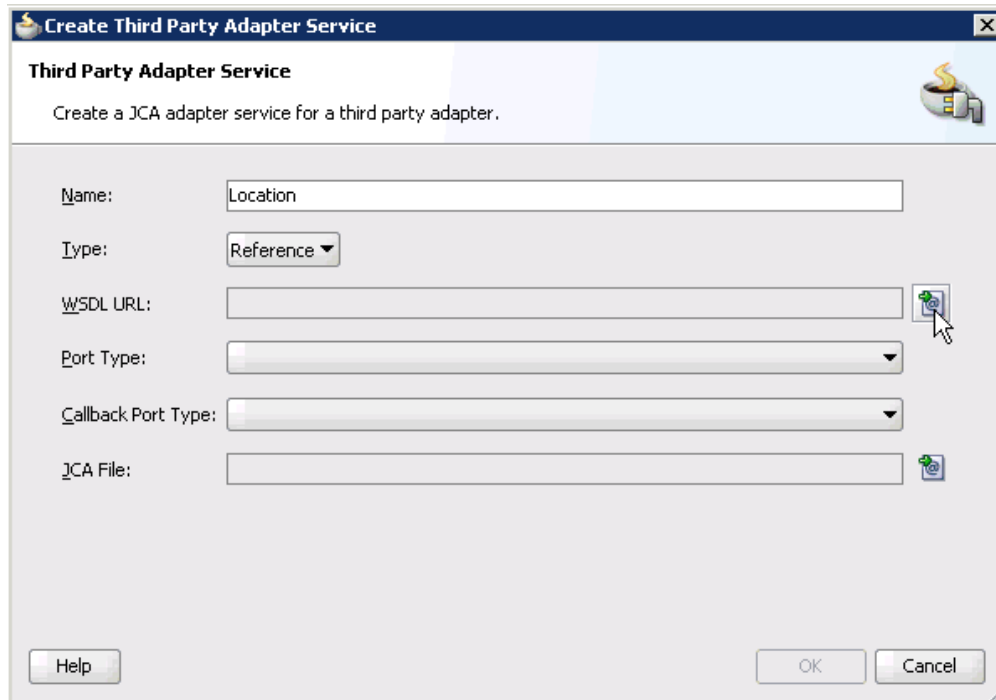 Create Third Party Adapter Service
Third Party Adapter Service
Create a JCA adapter service for a third party adapter.
Name: Location
Type: Reference
WSDL URL:
Port Type:
Callback Port Type:
JCA File:
Help OK Cancel